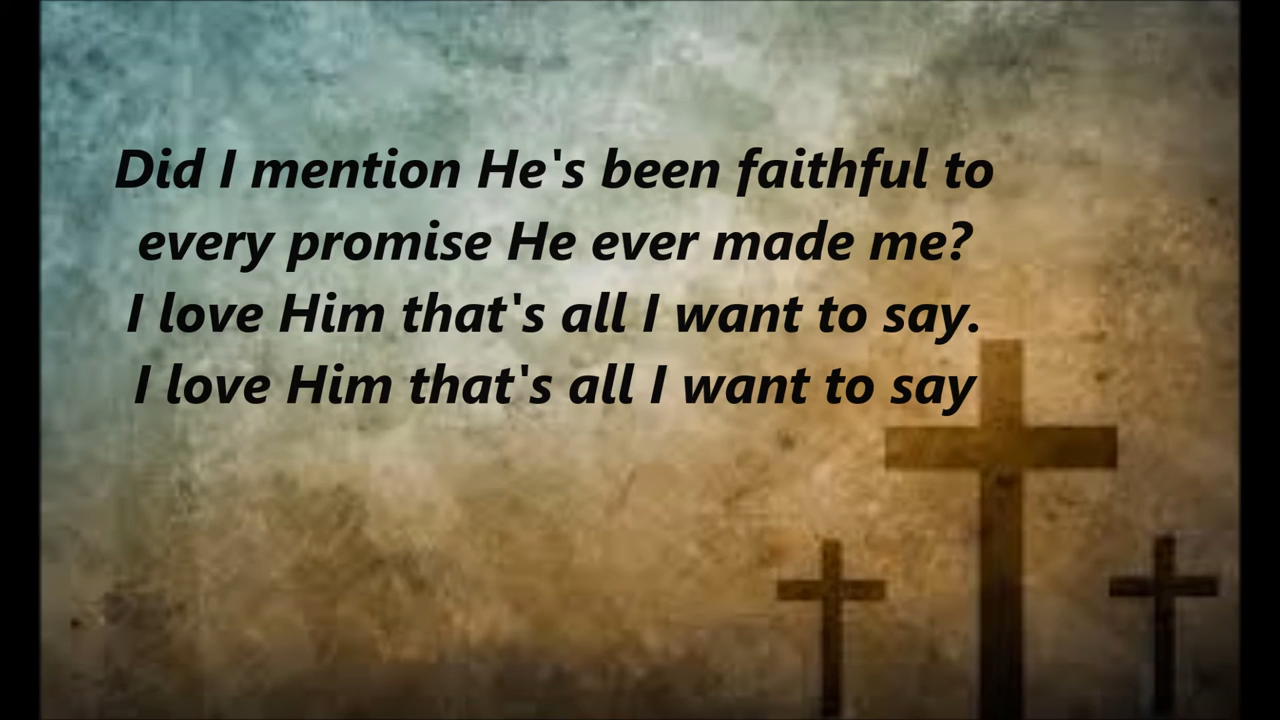 Did I mention He's been faithful to
every promise He ever made me?
I love Him that's all I want to say.
I love Him that's all I want to say